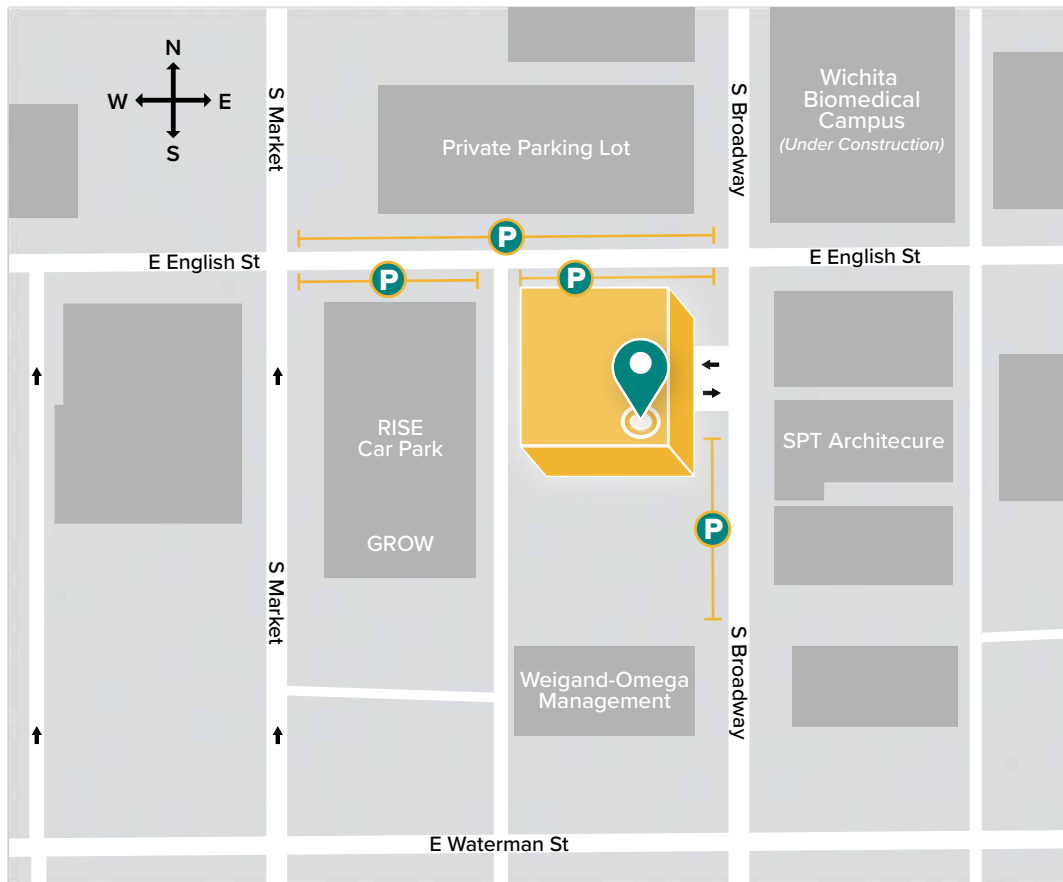 N
W
E
S
S Market
S Broadway
Wichita
Biomedical
Campus
(Under Construction)
Private Parking Lot
P
E English St
E English St
P
P
RISE
Car Park
SPT Architecure
GROW
P
S Market
S Broadway
Weigand-Omega
Management
E Waterman St